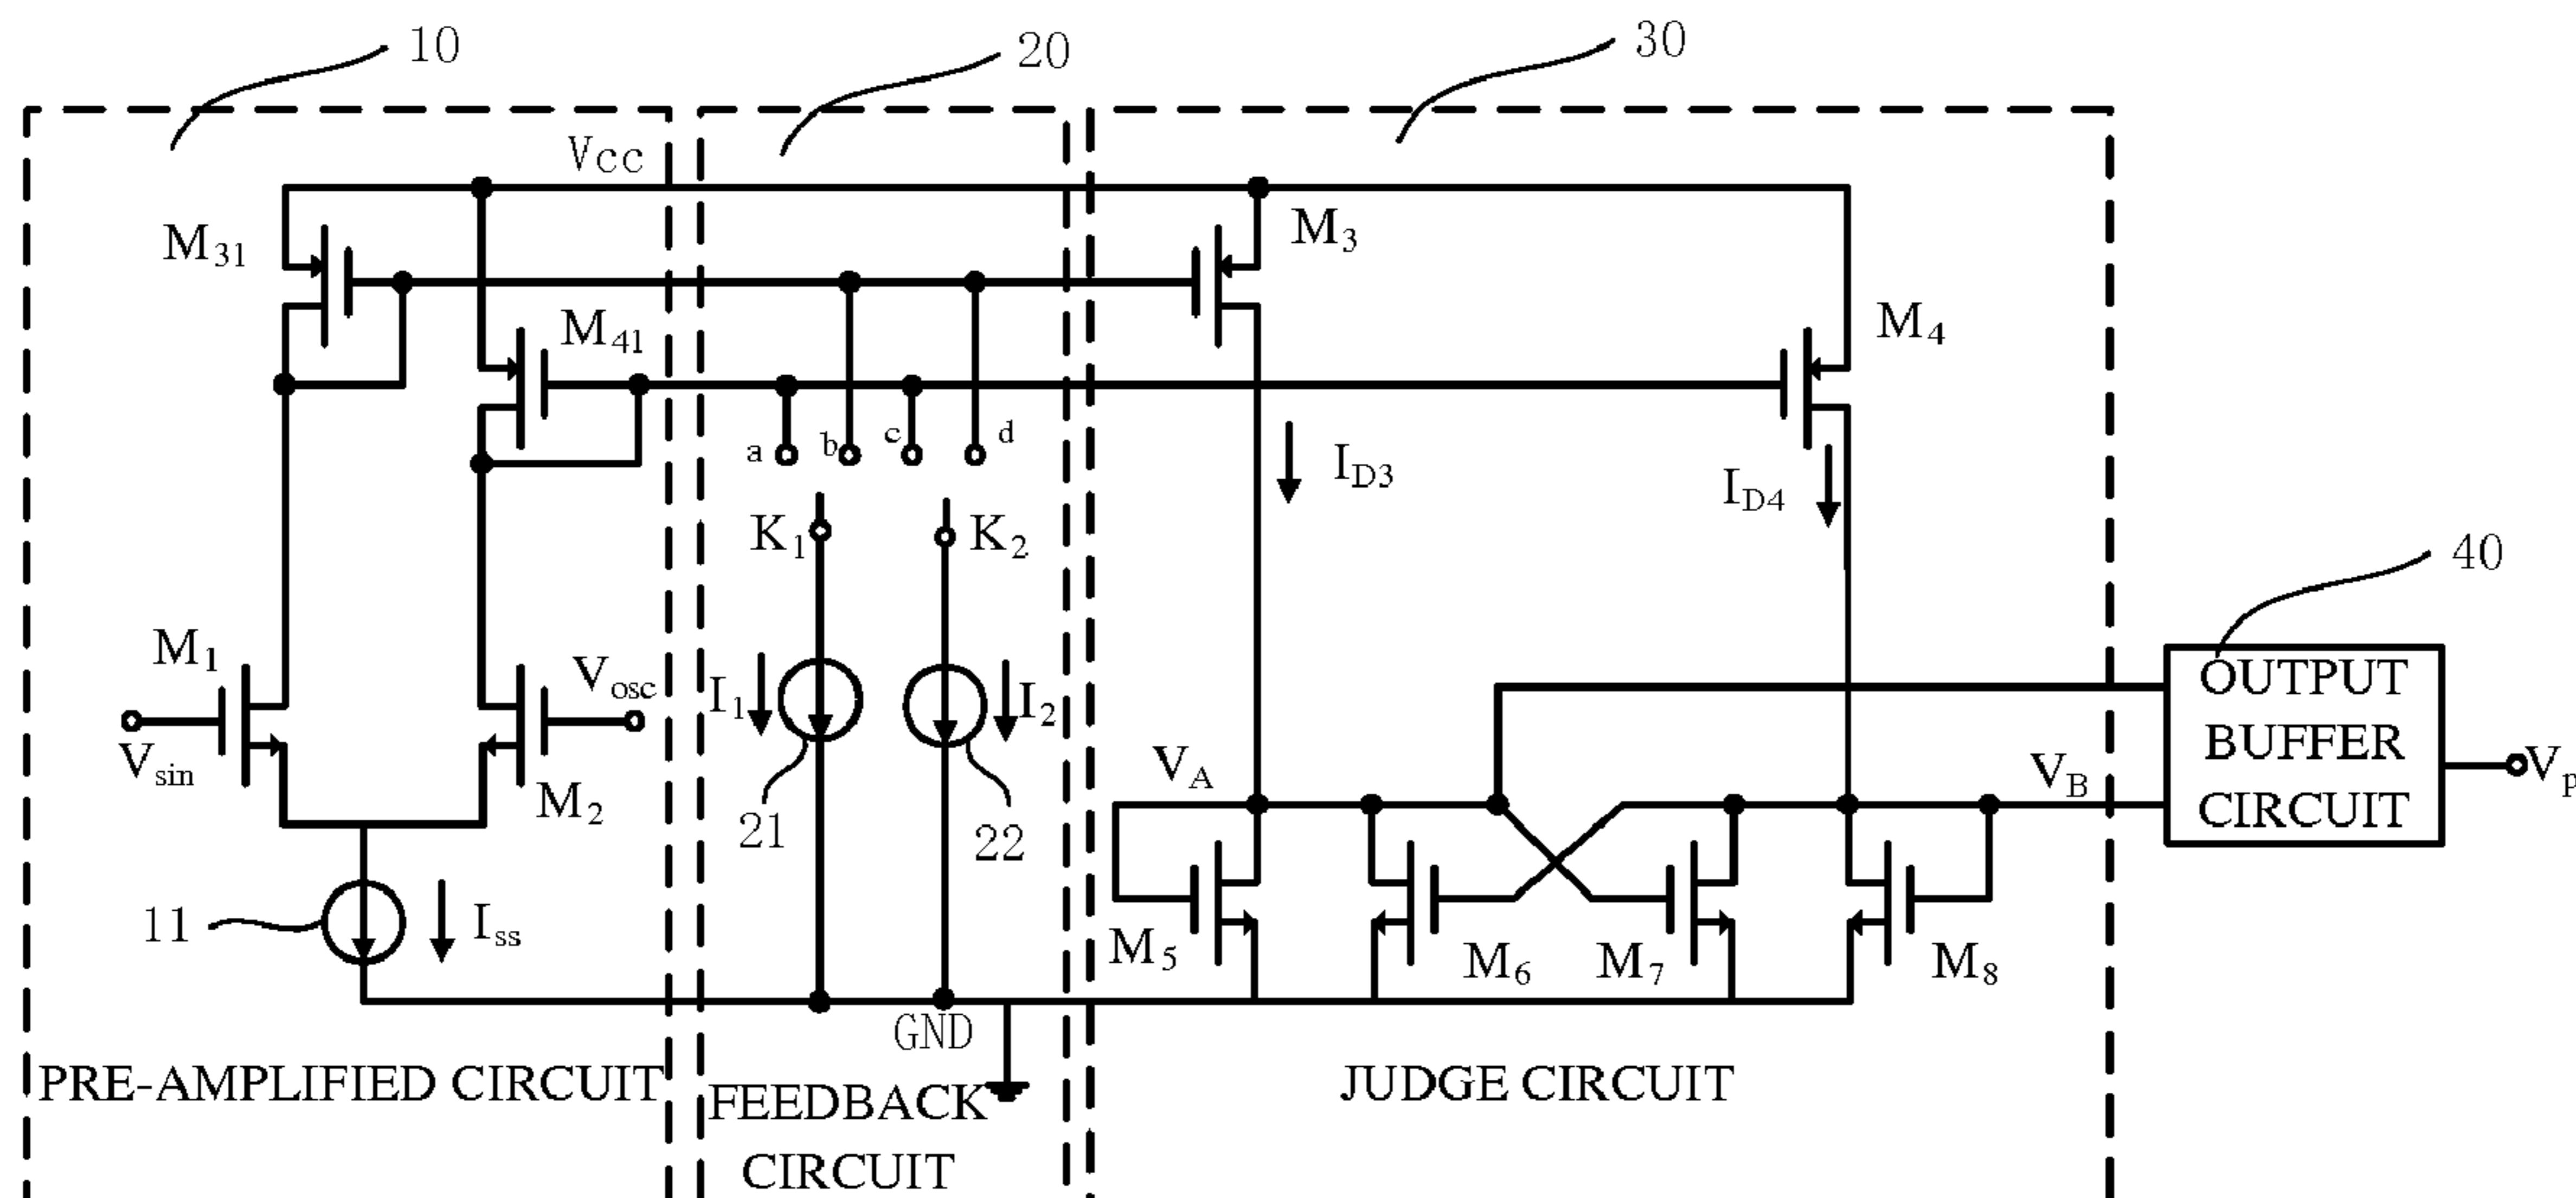 10
20
30
Vcc
M31
M3
M41
M4
a
b
c
d
ID3
ID4
K1
K2
40
M1
Vosc
I1
I2
OUTPUT
BUFFER
CIRCUIT
Vsin
M2
VA
VB
Vp
21
22
11
Iss
M5
M6
M7
M8
GND
PRE-AMPLIFIED CIRCUIT
FEEDBACK
CIRCUIT
JUDGE CIRCUIT